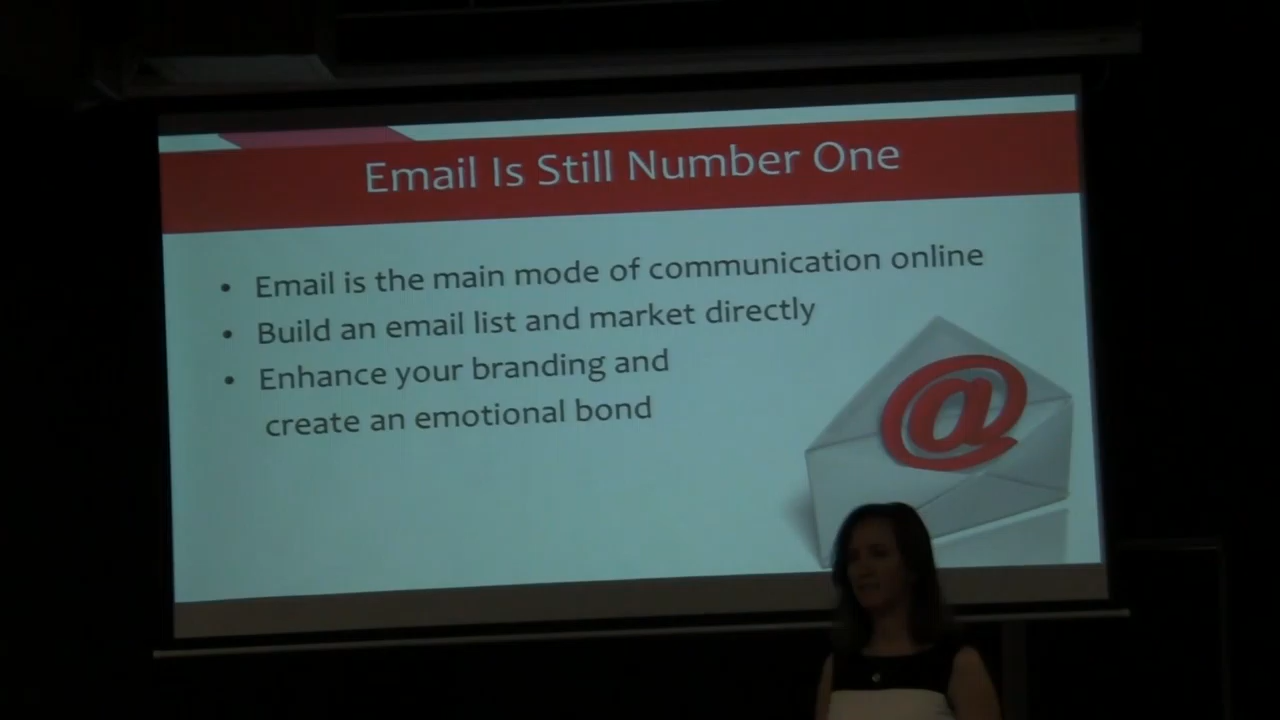 Email Is Still Number One
• Email is the main mode of communication online
• Build an email list and market directly
• Enhance your branding and
create an emotional bond
@